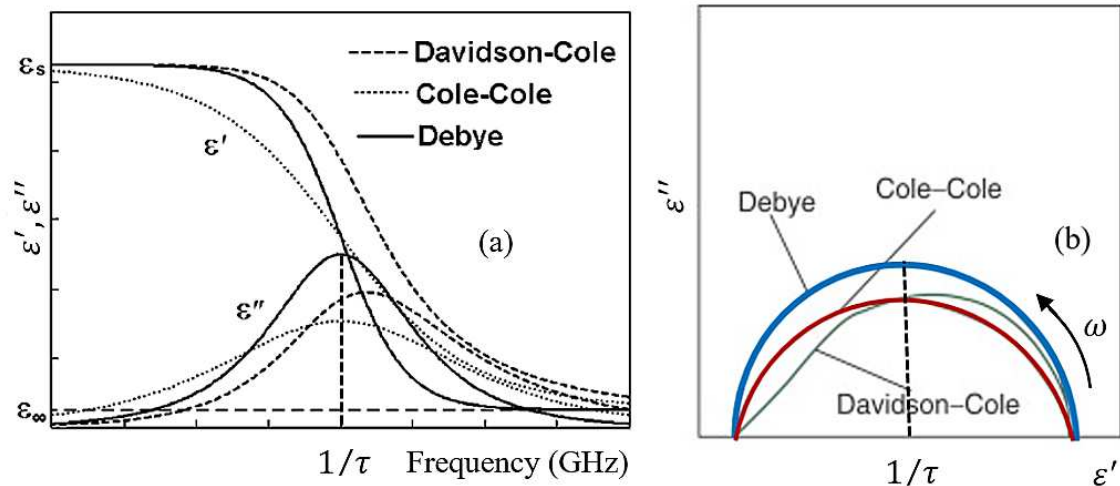 Davidson-Cole
Cole-Cole
Debye
εs
ε'
ε', ε''
(a)
ε''
ε∞
1/τ Frequency (GHz)
ε''
Cole–Cole
Debye
(b)
ω
Davidson–Cole
1/τ
ε'